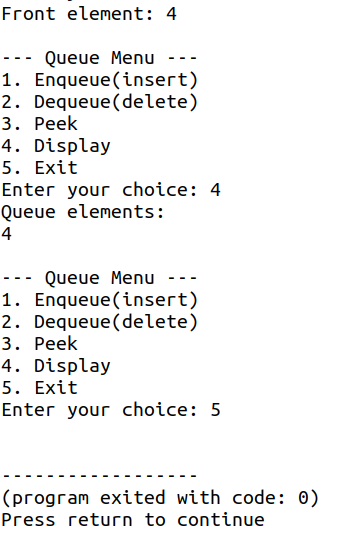 Front element: 4
--- Queue Menu ---
1. Enqueue(insert)
2. Dequeue(delete)
3. Peek
4. Display
5. Exit
Enter your choice: 4
Queue elements:
4
--- Queue Menu ---
1. Enqueue(insert)
2. Dequeue(delete)
3. Peek
4. Display
5. Exit
Enter your choice: 5
------------------
(program exited with code: 0)
Press return to continue